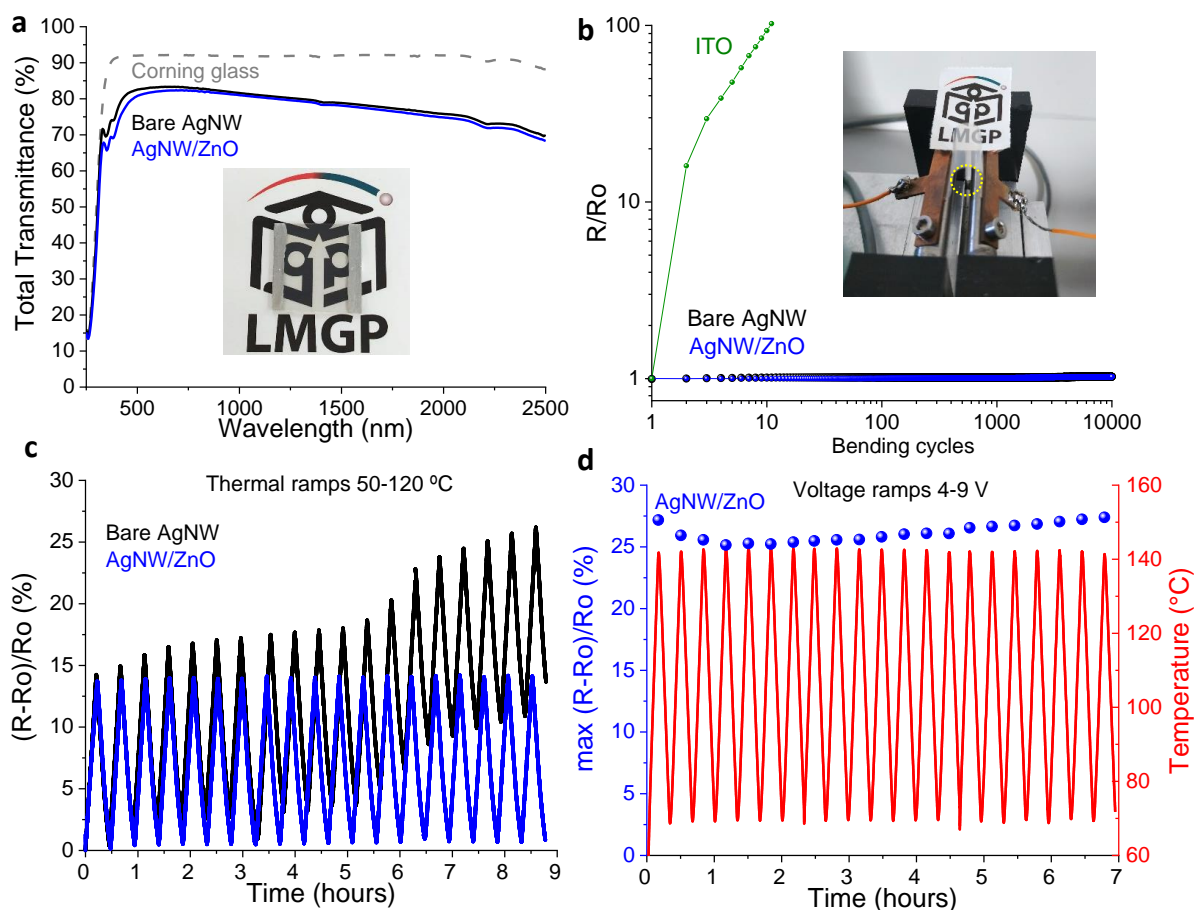 a
100
90
80
70
60
50
40
30
20
10
0
Total Transmittance (%)
Corning glass
Bare AgNW
AgNW/ZnO
LMGP
500
1000
1500
2000
2500
Wavelength (nm)
b
100
10
1
R/Ro
ITO
LMGP
Bare AgNW
AgNW/ZnO
1
10
100
1000
10000
Bending cycles
c
30
25
20
15
10
5
0
(R-Ro)/Ro (%)
Thermal ramps 50-120 ºC
Bare AgNW
AgNW/ZnO
0
1
2
3
4
5
6
7
8
9
Time (hours)
d
30
25
20
15
10
5
0
max (R-Ro)/Ro (%)
AgNW/ZnO
Voltage ramps 4-9 V
160
140
120
100
80
60
Temperature (°C)
0
1
2
3
4
5
6
7
Time (hours)